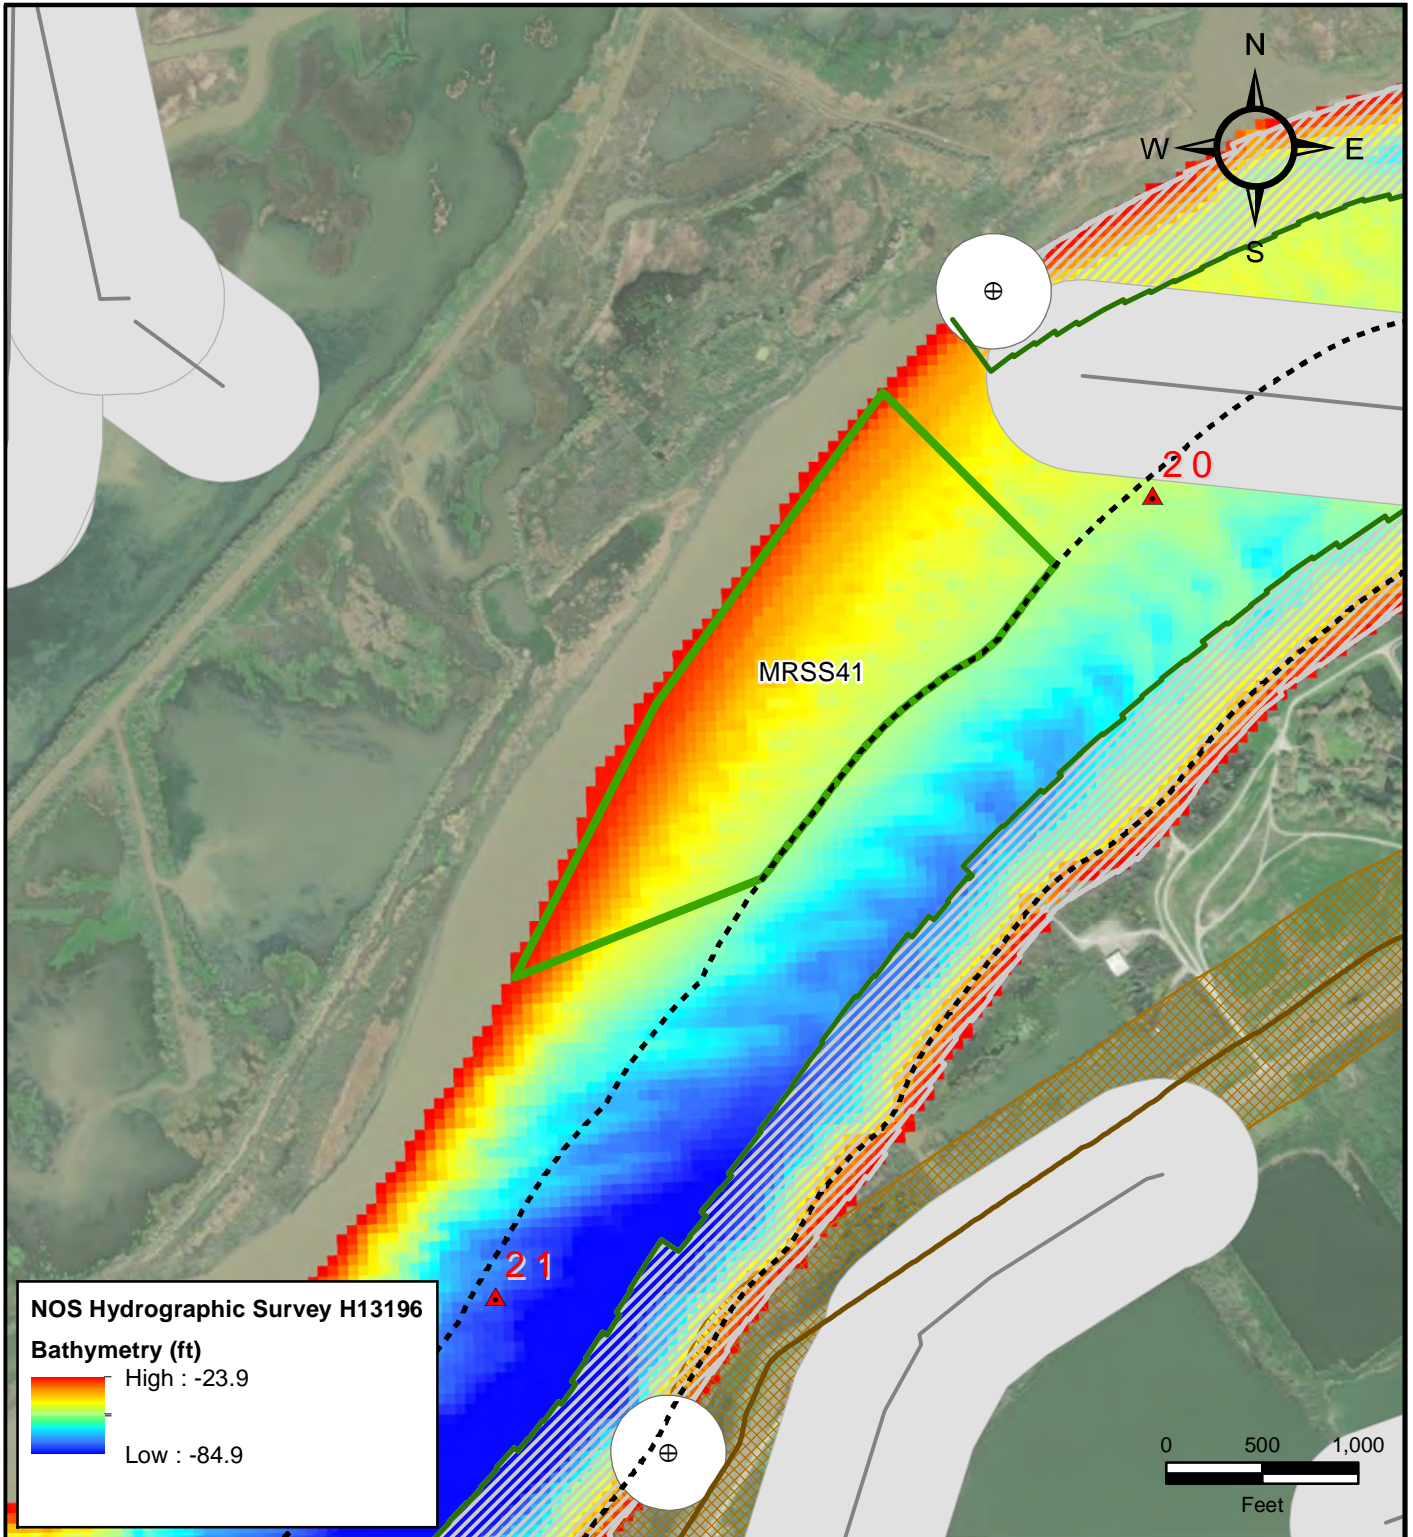 N
W E
S
20
MRSS41
21
NOS Hydrographic Survey H13196
Bathymetry (ft)
High : -23.9
Low : -84.9
0 500 1,000
Feet